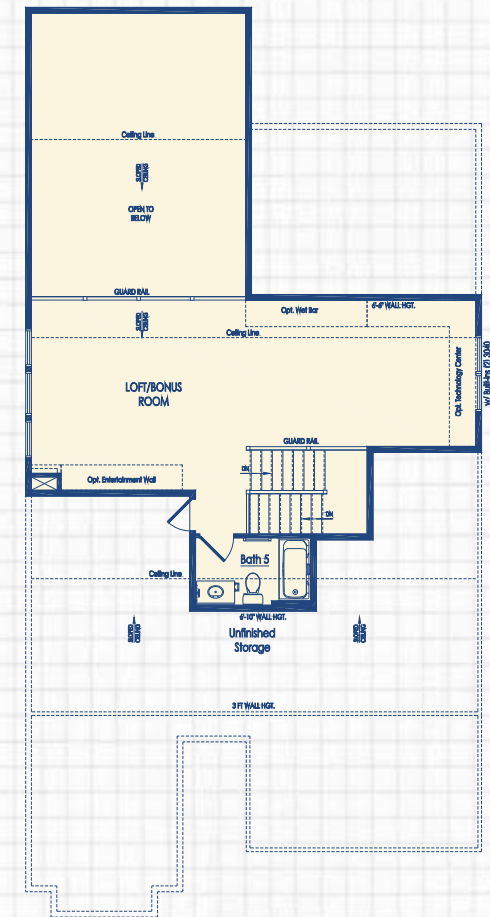 Ceiling Line
SLOPED
CEILING
OPEN TO
BELOW
GUARD RAIL
Opt. Wet Bar
6'-6" WALL HGT.
SLOPED
CEILING
Ceiling Line
LOFT/BONUS
ROOM
Opt. Technology Center
w/ Built-Ins (2) 3040
GUARD RAIL
DN
Opt. Entertainment Wall
DN
Bath 5
Ceiling Line
6'-10" WALL HGT.
Unfinished
Storage
SLOPED
CEILING
SLOPED
CEILING
3 FT WALL HGT.